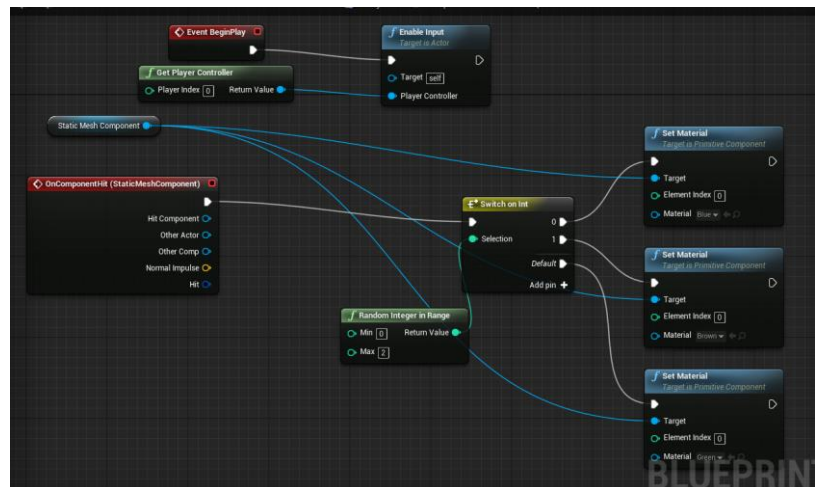 Event BeginPlay
Enable Input
Target is Actor
Target self
Player Controller
Get Player Controller
Player Index 0 Return Value
Static Mesh Component
OnComponentHit (StaticMeshComponent)
Hit Component
Other Actor
Other Comp
Normal Impulse
Hit
Switch on Int
0
Selection 1
Default
Add pin +
Random Integer in Range
Min 0 Return Value
Max 2
Set Material
Target is Primitive Component
Target
Element Index 0
Material Blue
Set Material
Target is Primitive Component
Target
Element Index 0
Material Brown
Set Material
Target is Primitive Component
Target
Element Index 0
Material Green
BLUEPRINT